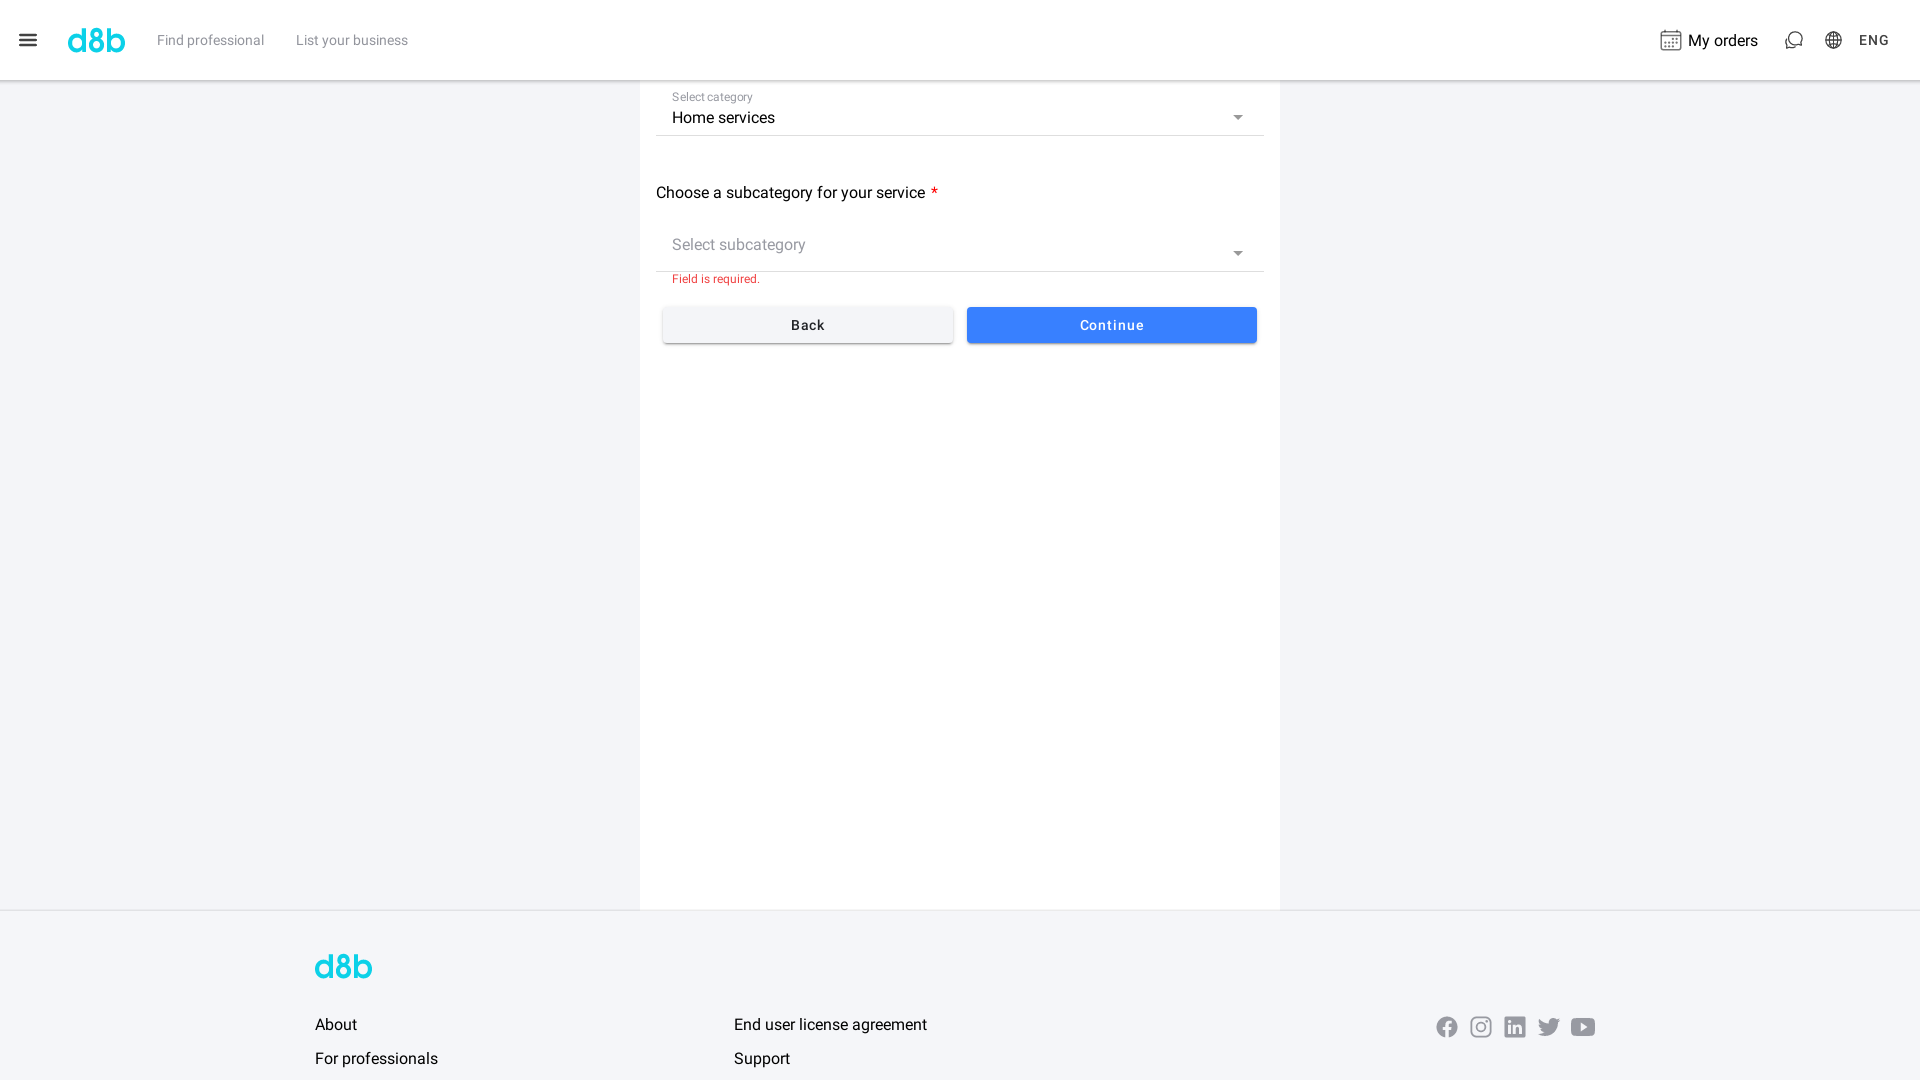 d8b
Find professional
List your business
My orders
ENG
Select category
Home services
Choose a subcategory for your service *
Select subcategory
Field is required.
Back
Continue
d8b
About
End user license agreement
For professionals
Support